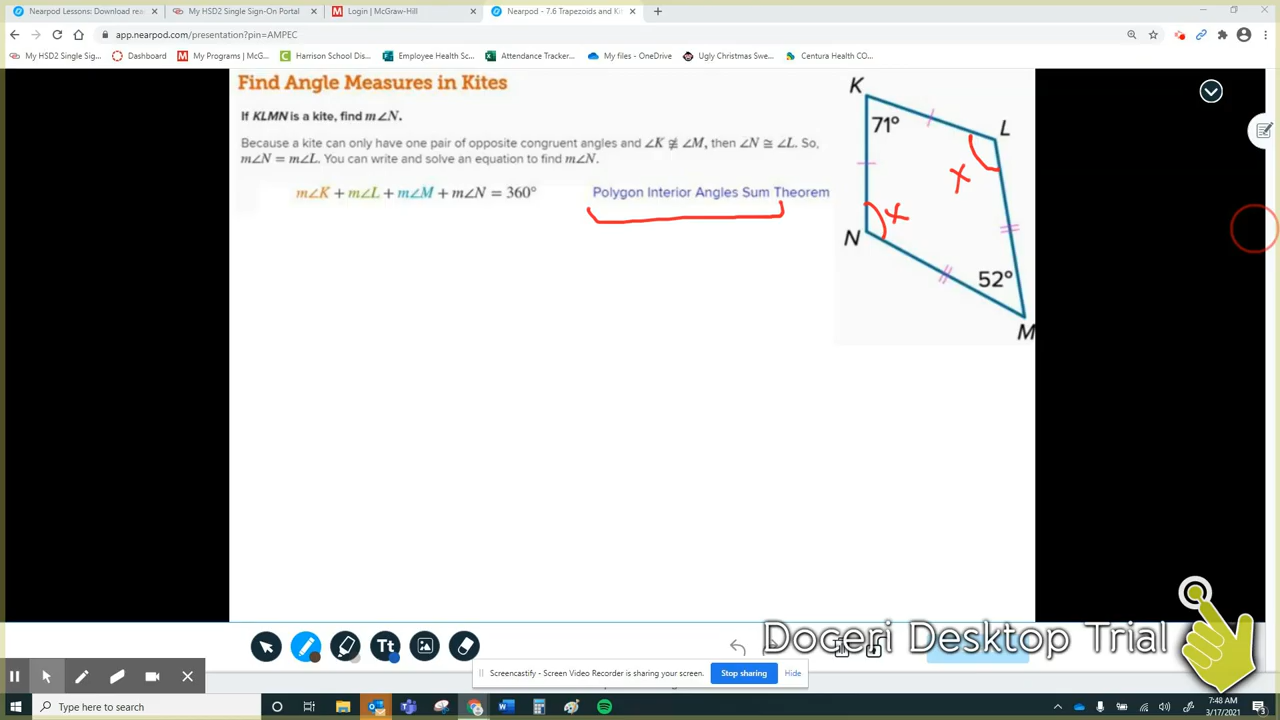 Nearpod Lessons: Download rea
My HSD2 Single Sign-On Portal
Login | McGraw-Hill
Nearpod - 7.6 Trapezoids and Ki
app.nearpod.com/presentation?pin=AMPEC
My HSD2 Single Sig...
Dashboard
My Programs | McG...
Harrison School Dis...
Employee Health Sc...
Attendance Tracker...
My files - OneDrive
Ugly Christmas Swe...
Centura Health CO...
Find Angle Measures in Kites
If KLMN is a kite, find m∠N.
Because a kite can only have one pair of opposite congruent angles and ∠K ≇ ∠M, then ∠N ≅ ∠L. So,
m∠N = m∠L. You can write and solve an equation to find m∠N.
m∠K + m∠L + m∠M + m∠N = 360° Polygon Interior Angles Sum Theorem
K
71°
L
x
x
N
52°
M
Tt
Doceri Desktop Trial
Screencastify - Screen Video Recorder is sharing your screen.
Stop sharing
Hide
Type here to search
7:48 AM
3/17/2021